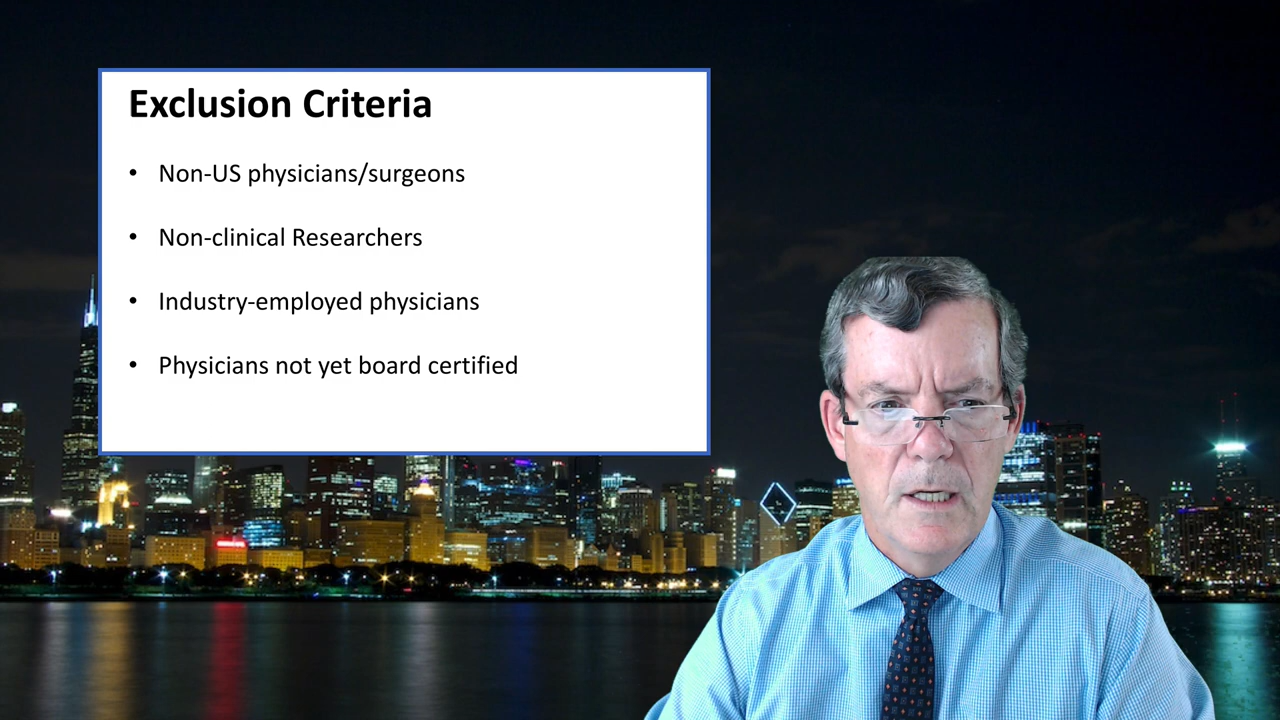 Exclusion Criteria
• Non-US physicians/surgeons
• Non-clinical Researchers
• Industry-employed physicians
• Physicians not yet board certified